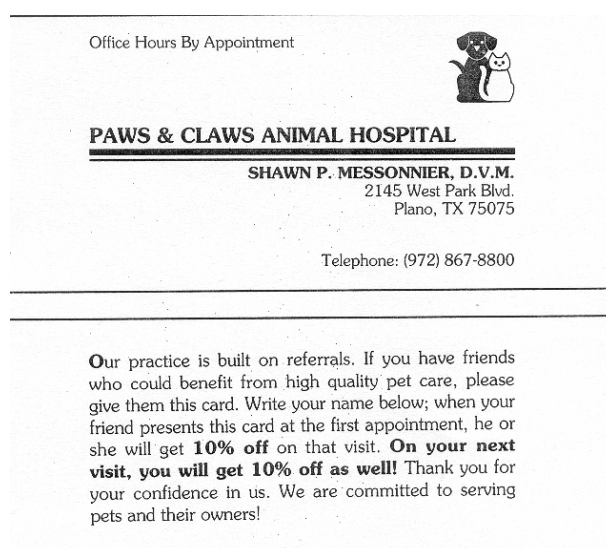 Office Hours By Appointment
PAWS & CLAWS ANIMAL HOSPITAL
SHAWN P. MESSONNIER, D.V.M.
2145 West Park Blvd.
Plano, TX 75075
Telephone: (972) 867-8800
Our practice is built on referrals. If you have friends
who could benefit from high quality pet care, please
give them this card. Write your name below; when your
friend presents this card at the first appointment, he or
she will get 10% off on that visit. On your next
visit, you will get 10% off as well! Thank you for
your confidence in us. We are committed to serving
pets and their owners!